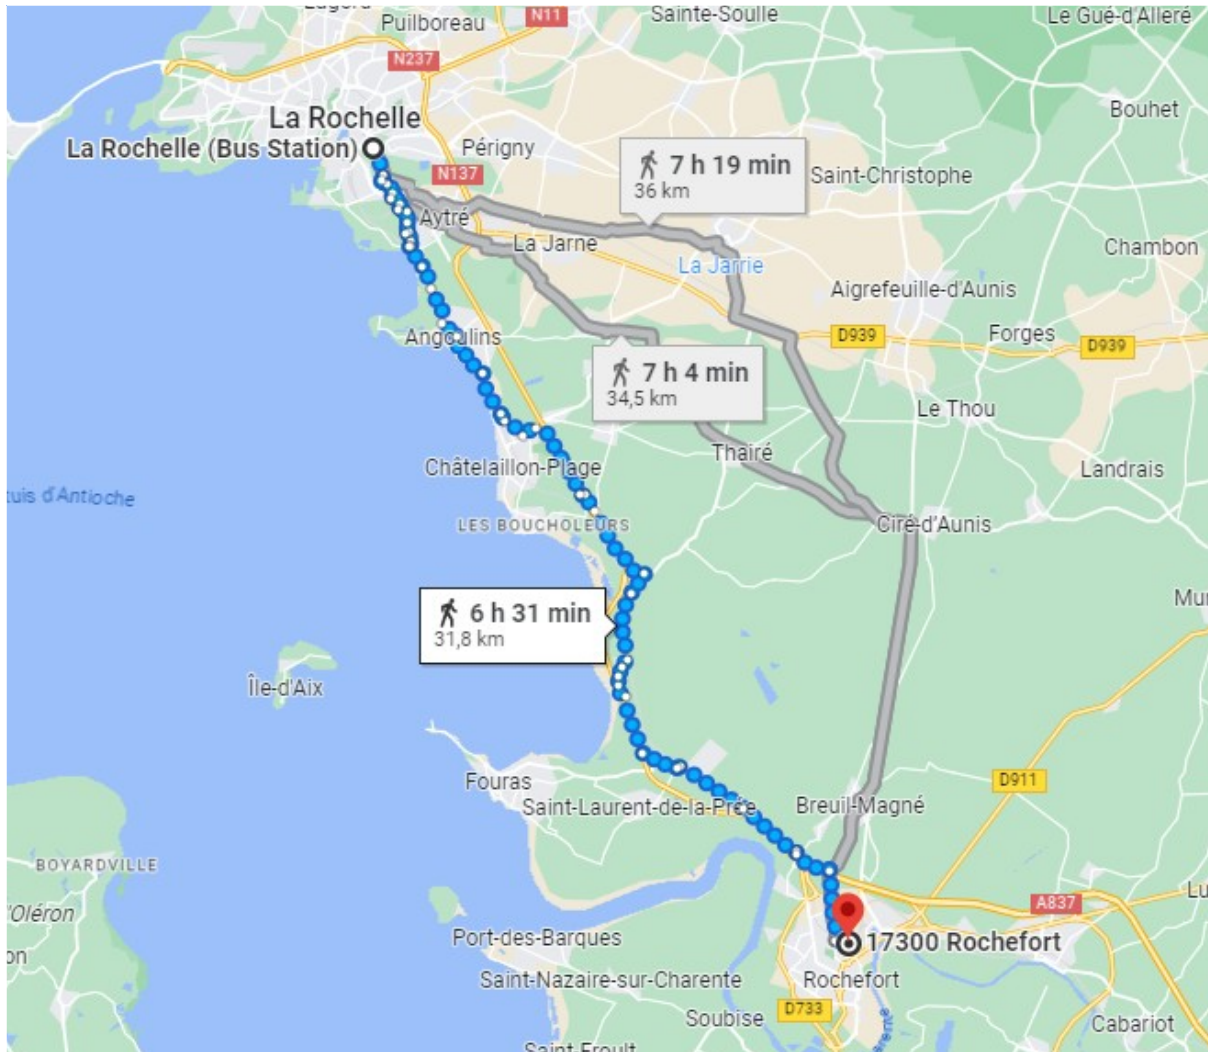 Puilboreau
N11
Sainte-Soulle
Le Gué-d'Alleré
N237
Bouhet
La Rochelle
La Rochelle (Bus Station)
Périgny
N137
7 h 19 min
36 km
Saint-Christophe
Aytré
La Jarne
La Jarrie
Chambon
Aigrefeuille-d'Aunis
Angoulins
D939
Forges
D939
7 h 4 min
34,5 km
Le Thou
Thairé
Châtelaillon-Plage
Landrais
d'Antioche
LES BOUCHOLEURS
Ciré-d'Aunis
6 h 31 min
31,8 km
Île-d'Aix
Fouras
D911
Saint-Laurent-de-la-Prée
Breuil-Magné
BOYARDVILLE
A837
d'Oléron
Port-des-Barques
17300 Rochefort
Saint-Nazaire-sur-Charente
Rochefort
D733
Soubise
Cabariot
Saint-Froult